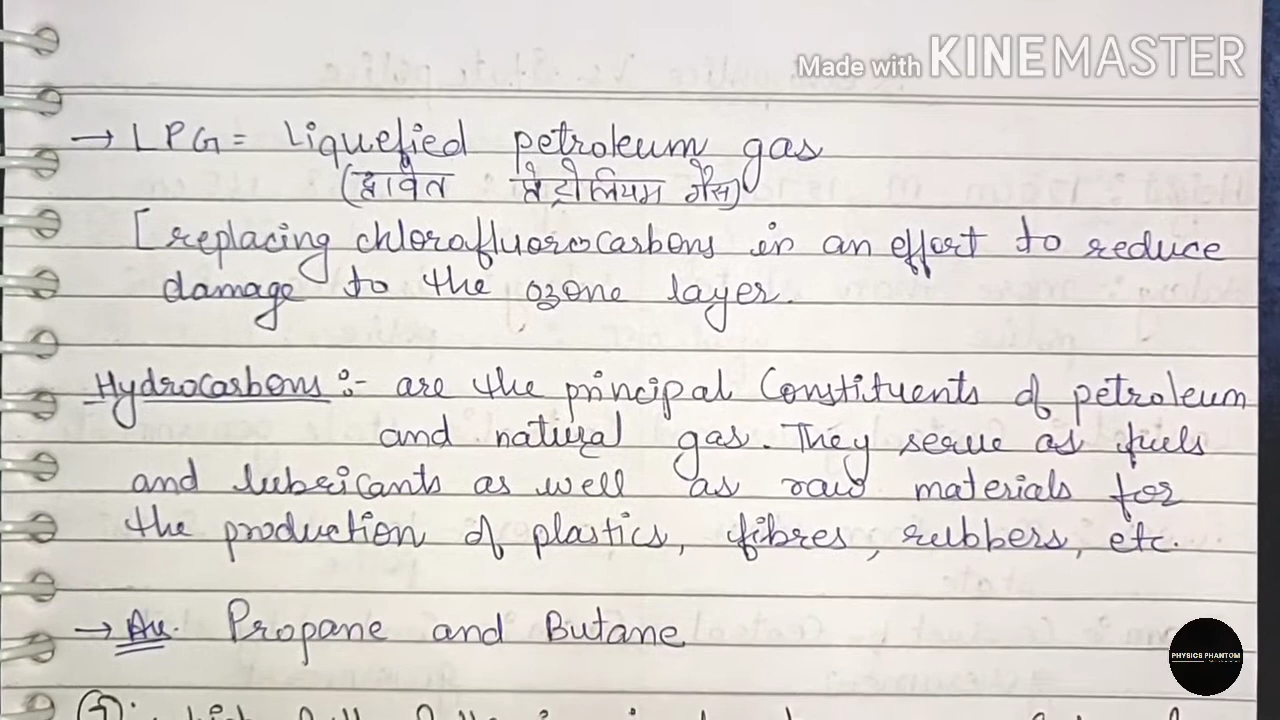 Made with KINEMASTER
→ LPG = Liquefied petroleum gas
(द्रावित पेट्रोलियम गैस)
[ replacing chlorofluorocarbons in an effort to reduce
damage to the ozone layer.
Hydrocarbons :- are the principal Constituents of petroleum
and natural gas. They serve as fuels
and lubricants as well as raw materials for
the production of plastics, fibres, rubbers, etc.
→ Ans. Propane and Butane
PHYSICS PHANTOM